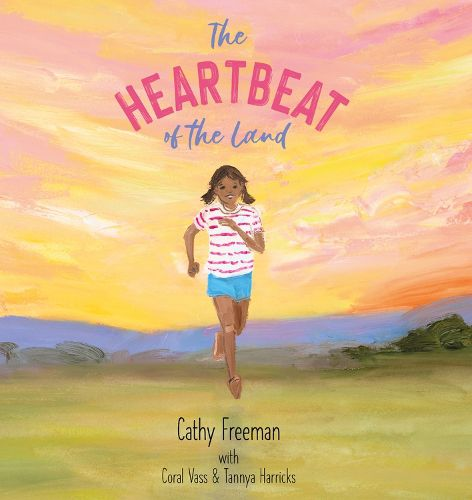 The
HEARTBEAT
of the Land
Cathy Freeman
with
Coral Vass & Tannya Harricks